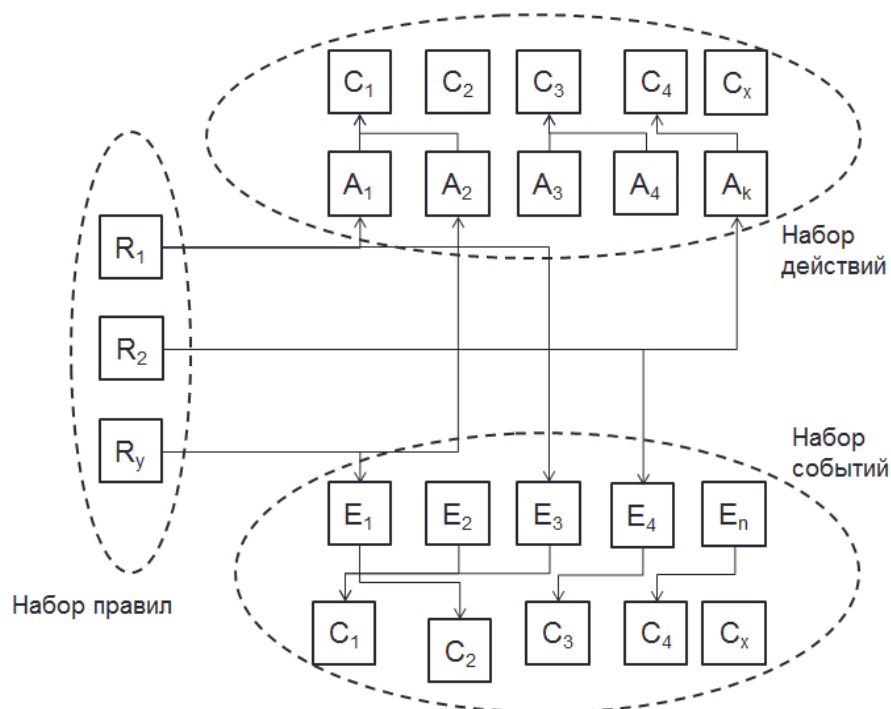 C1 C2 C3 C4 Cx
A1 A2 A3 A4 Ak
Набор
действий
R1
R2
Ry
Набор
событий
E1 E2 E3 E4 En
Набор правил
C1 C2 C3 C4 Cx